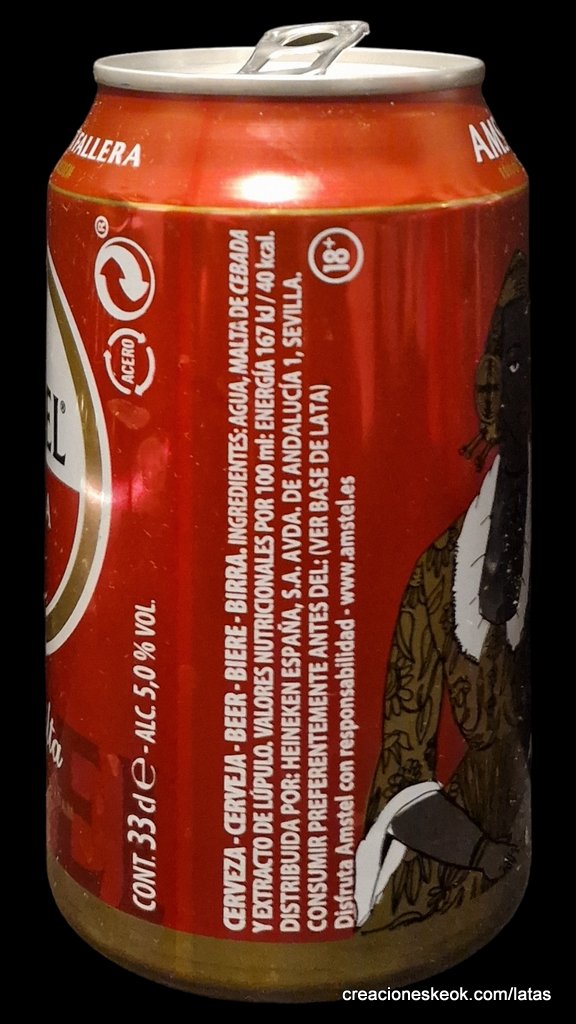 FALLERA
AMS
®
ACERO
18+
EL®
CONT. 33 cl ℮ - ALC. 5,0 % VOL.
CERVEZA - CERVEJA - BEER - BIERE - BIRRA. INGREDIENTES: AGUA, MALTA DE CEBADA
Y EXTRACTO DE LÚPULO. VALORES NUTRICIONALES POR 100 ml: ENERGÍA 167 kJ / 40 kcal.
DISTRIBUIDA POR: HEINEKEN ESPAÑA, S.A. AVDA. DE ANDALUCÍA 1, SEVILLA.
CONSUMIR PREFERENTEMENTE ANTES DEL: (VER BASE DE LATA)
Disfruta Amstel con responsabilidad - www.amstel.es
creacioneskeok.com/latas